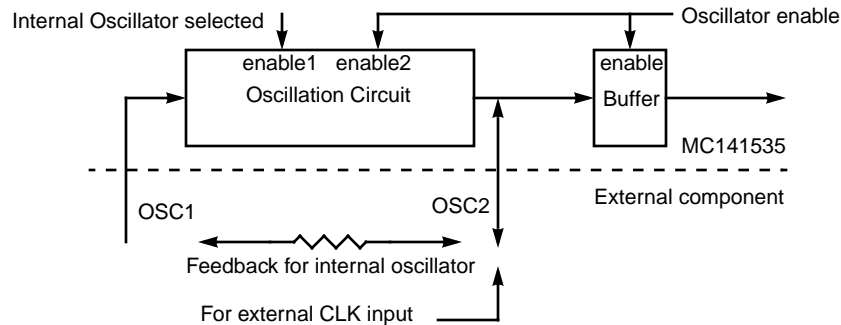 Internal Oscillator selected
Oscillator enable
enable1 enable2
enable
Oscillation Circuit
Buffer
MC141535
External component
OSC1
OSC2
Feedback for internal oscillator
For external CLK input